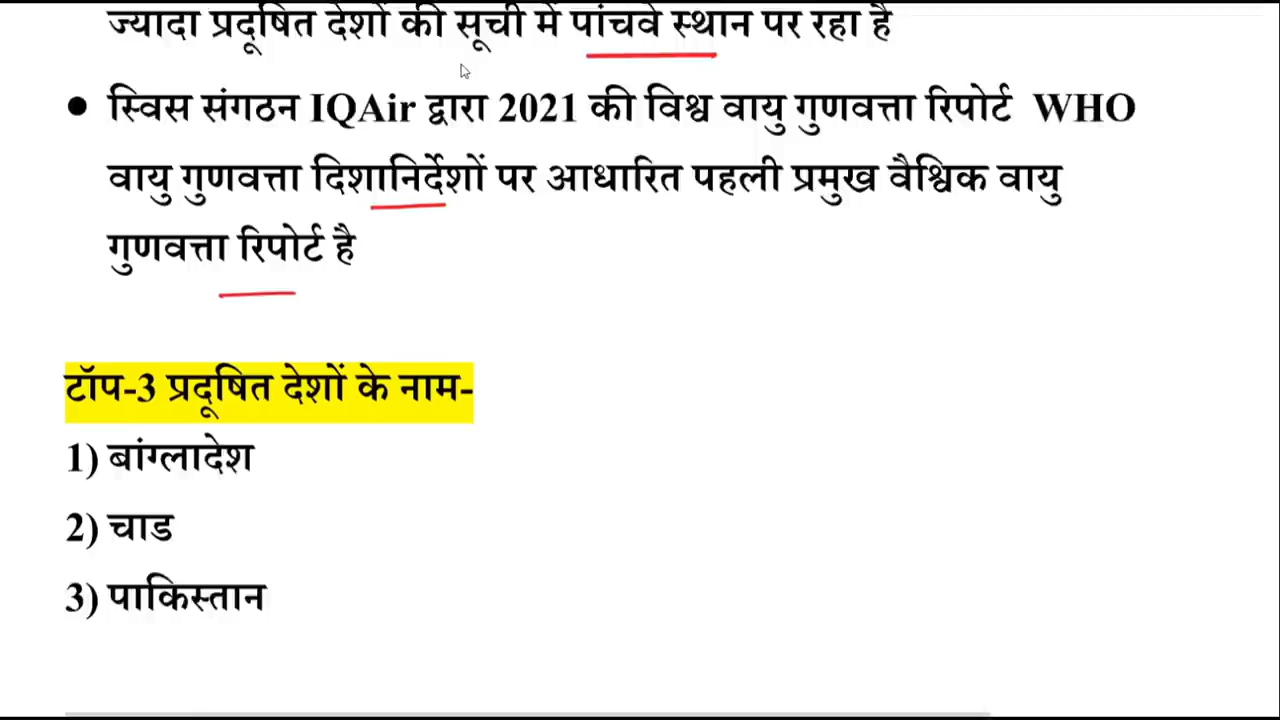 ज्यादा प्रदूषित देशों की सूची में पांचवे स्थान पर रहा है
● स्विस संगठन IQAir द्वारा 2021 की विश्व वायु गुणवत्ता रिपोर्ट WHO
वायु गुणवत्ता दिशानिर्देशों पर आधारित पहली प्रमुख वैश्विक वायु
गुणवत्ता रिपोर्ट है
टॉप-3 प्रदूषित देशों के नाम-
1) बांग्लादेश
2) चाड
3) पाकिस्तान